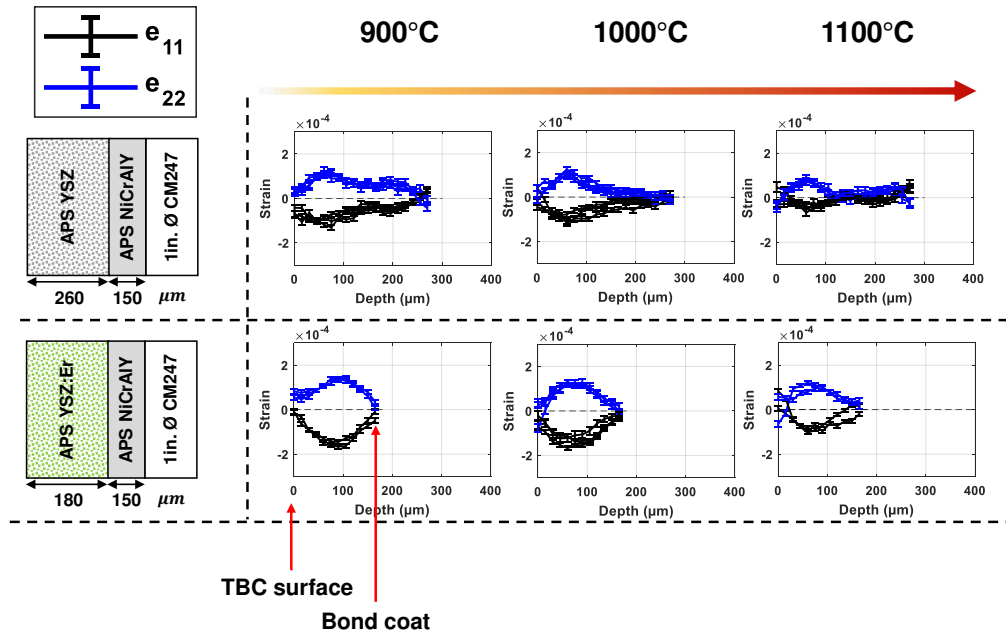 e11
e22
900°C 1000°C 1100°C
APS YSZ
APS NiCrAlY
1in. Ø CM247
260 150 μm
×10-4
2
0
-2
Strain
0 100 200 300 400
Depth (μm)
×10-4
2
0
-2
Strain
0 100 200 300 400
Depth (μm)
×10-4
2
0
-2
Strain
0 100 200 300 400
Depth (μm)
APS YSZ:Er
APS NiCrAlY
1in. Ø CM247
180 150 μm
×10-4
2
0
-2
Strain
0 100 200 300 400
Depth (μm)
×10-4
2
0
-2
Strain
0 100 200 300 400
Depth (μm)
×10-4
2
0
-2
Strain
0 100 200 300 400
Depth (μm)
TBC surface
Bond coat